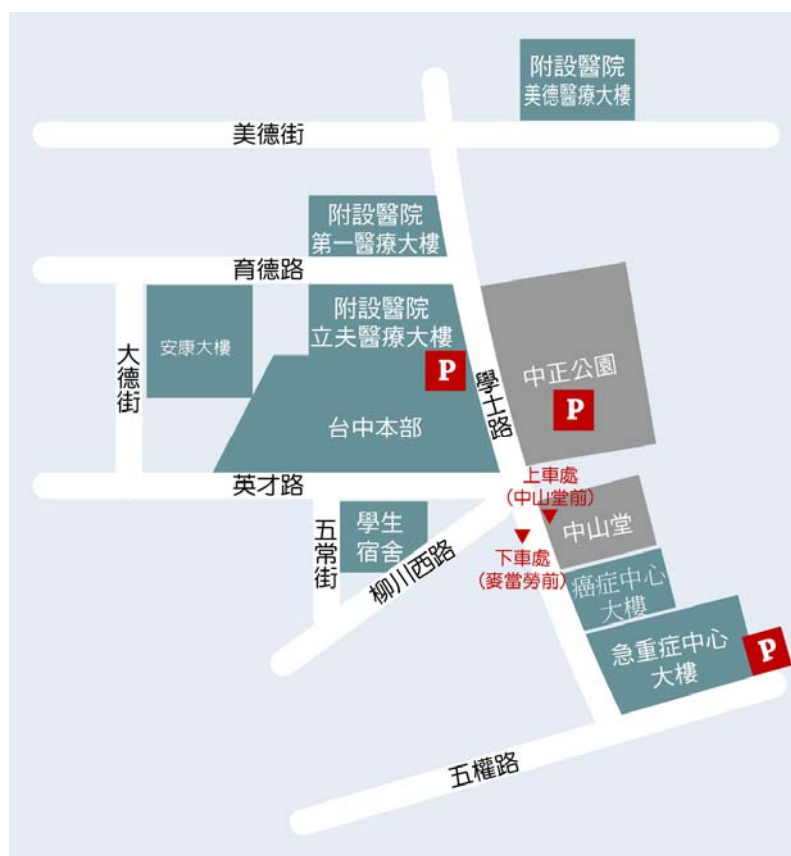 附設醫院
美德醫療大樓
美德街
附設醫院
第一醫療大樓
育德路
附設醫院
立夫醫療大樓
安康大樓
大德街
P
中正公園
P
學士路
台中本部
上車處
(中山堂前)
英才路
學生
宿舍
五常街
中山堂
柳川西路
下車處
(麥當勞前)
癌症中心
大樓
急重症中心
大樓
P
五權路